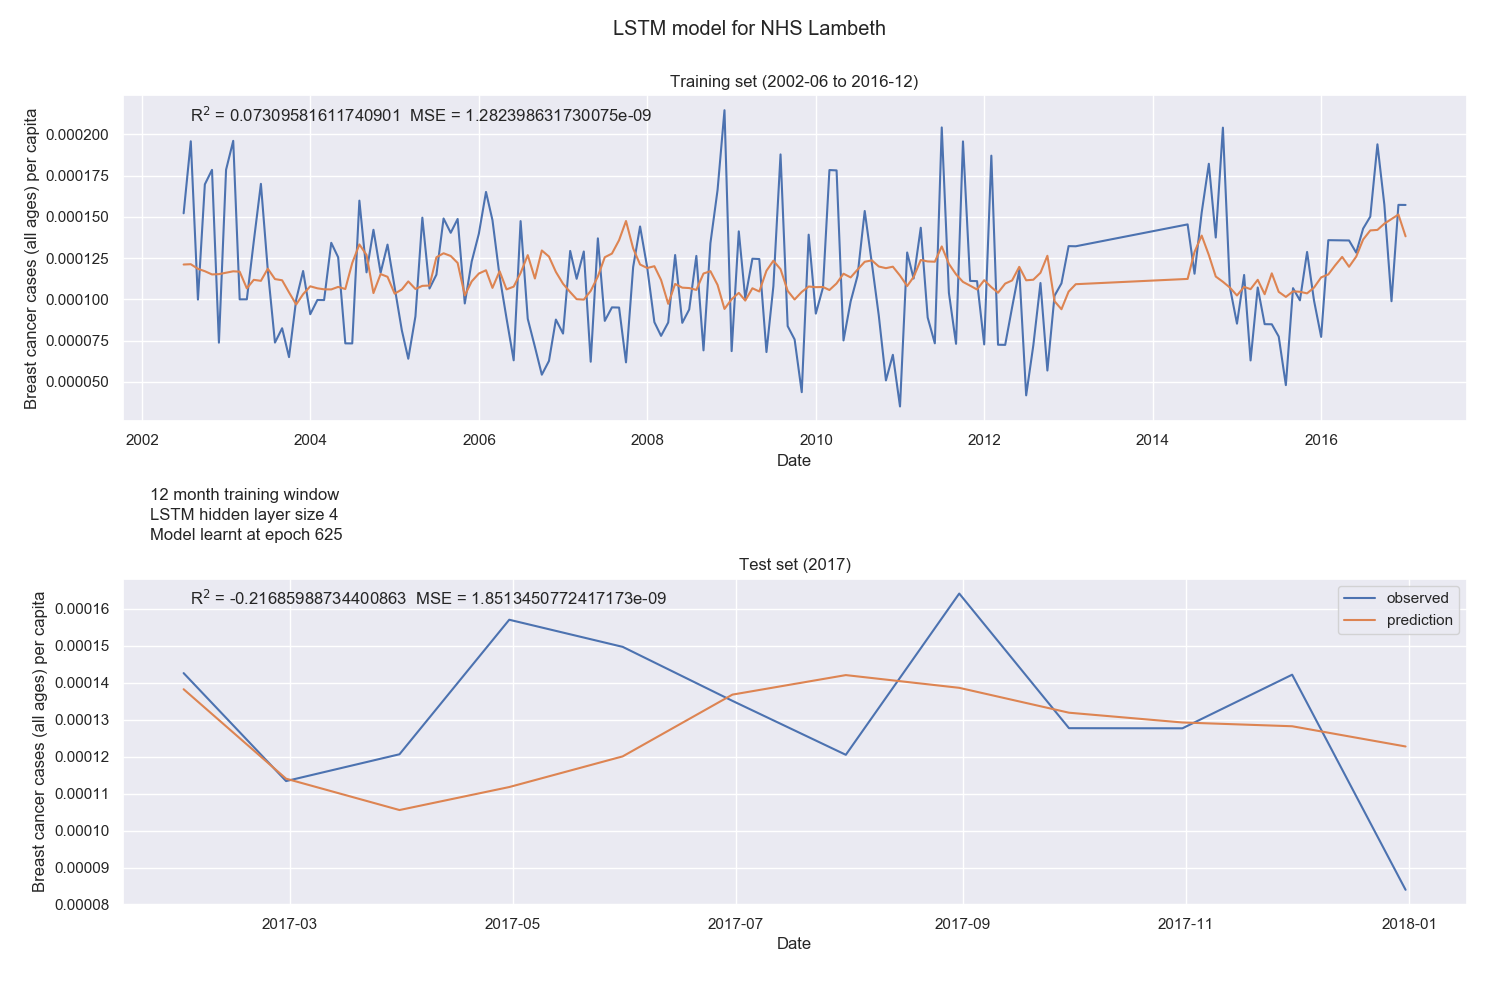 LSTM model for NHS Lambeth
Training set (2002-06 to 2016-12)
R² = 0.07309581611740901 MSE = 1.282398631730075e-09
Breast cancer cases (all ages) per capita
0.000200
0.000175
0.000150
0.000125
0.000100
0.000075
0.000050
2002 2004 2006 2008 2010 2012 2014 2016
Date
12 month training window
LSTM hidden layer size 4
Model learnt at epoch 625
Test set (2017)
R² = -0.21685988734400863 MSE = 1.8513450772417173e-09
observed
prediction
Breast cancer cases (all ages) per capita
0.00016
0.00015
0.00014
0.00013
0.00012
0.00011
0.00010
0.00009
0.00008
2017-03 2017-05 2017-07 2017-09 2017-11 2018-01
Date